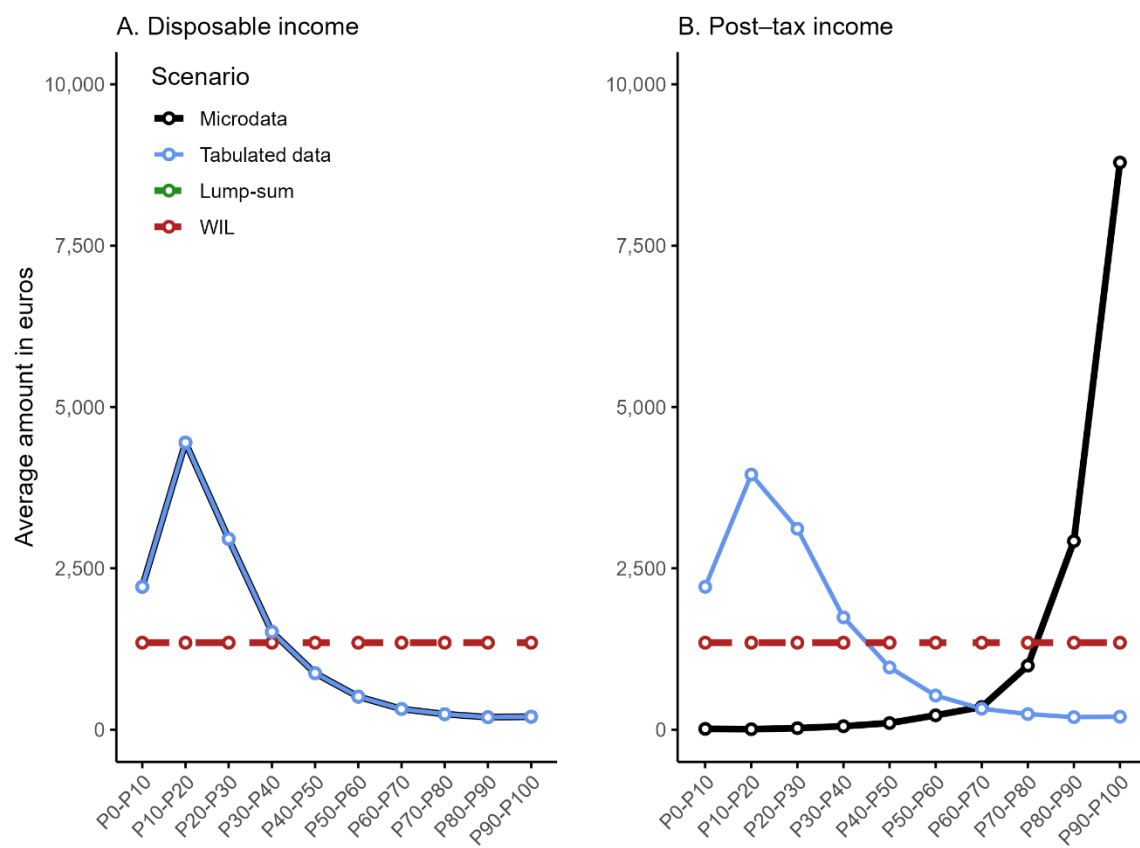 A. Disposable income
Scenario
Microdata
Tabulated data
Lump-sum
WIL
10,000
7,500
5,000
2,500
0
Average amount in euros
P0-P10
P10-P20
P20-P30
P30-P40
P40-P50
P50-P60
P60-P70
P70-P80
P80-P90
P90-P100
B. Post–tax income
10,000
7,500
5,000
2,500
0
P0-P10
P10-P20
P20-P30
P30-P40
P40-P50
P50-P60
P60-P70
P70-P80
P80-P90
P90-P100